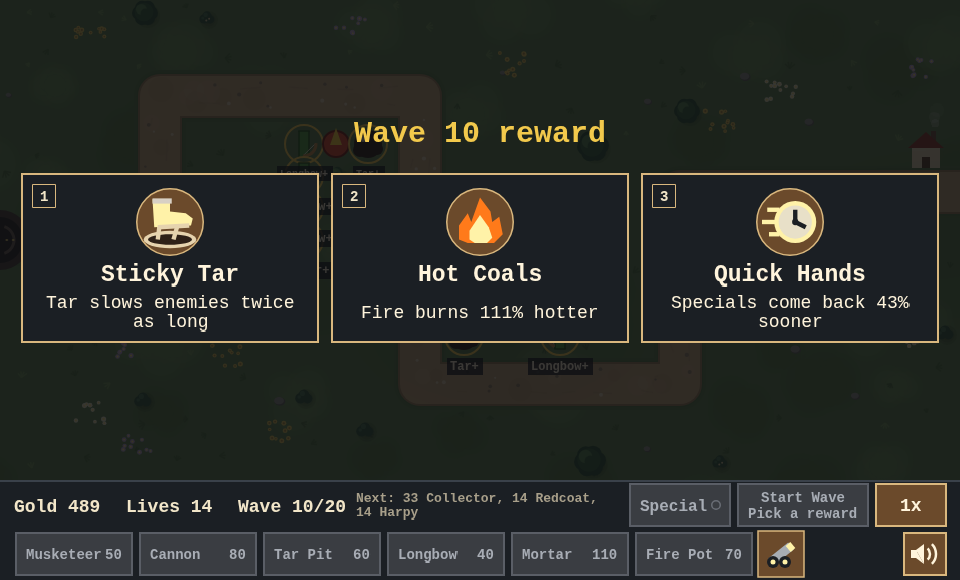 Wave 10 reward
1
Sticky Tar
Tar slows enemies twice
as long
2
Hot Coals
Fire burns 111% hotter
3
Quick Hands
Specials come back 43%
sooner
Tar+
Longbow+
Gold 489
Lives 14
Wave 10/20
Next: 33 Collector, 14 Redcoat,
14 Harpy
Special
Start Wave
Pick a reward
1x
Musketeer 50
Cannon 80
Tar Pit 60
Longbow 40
Mortar 110
Fire Pot 70